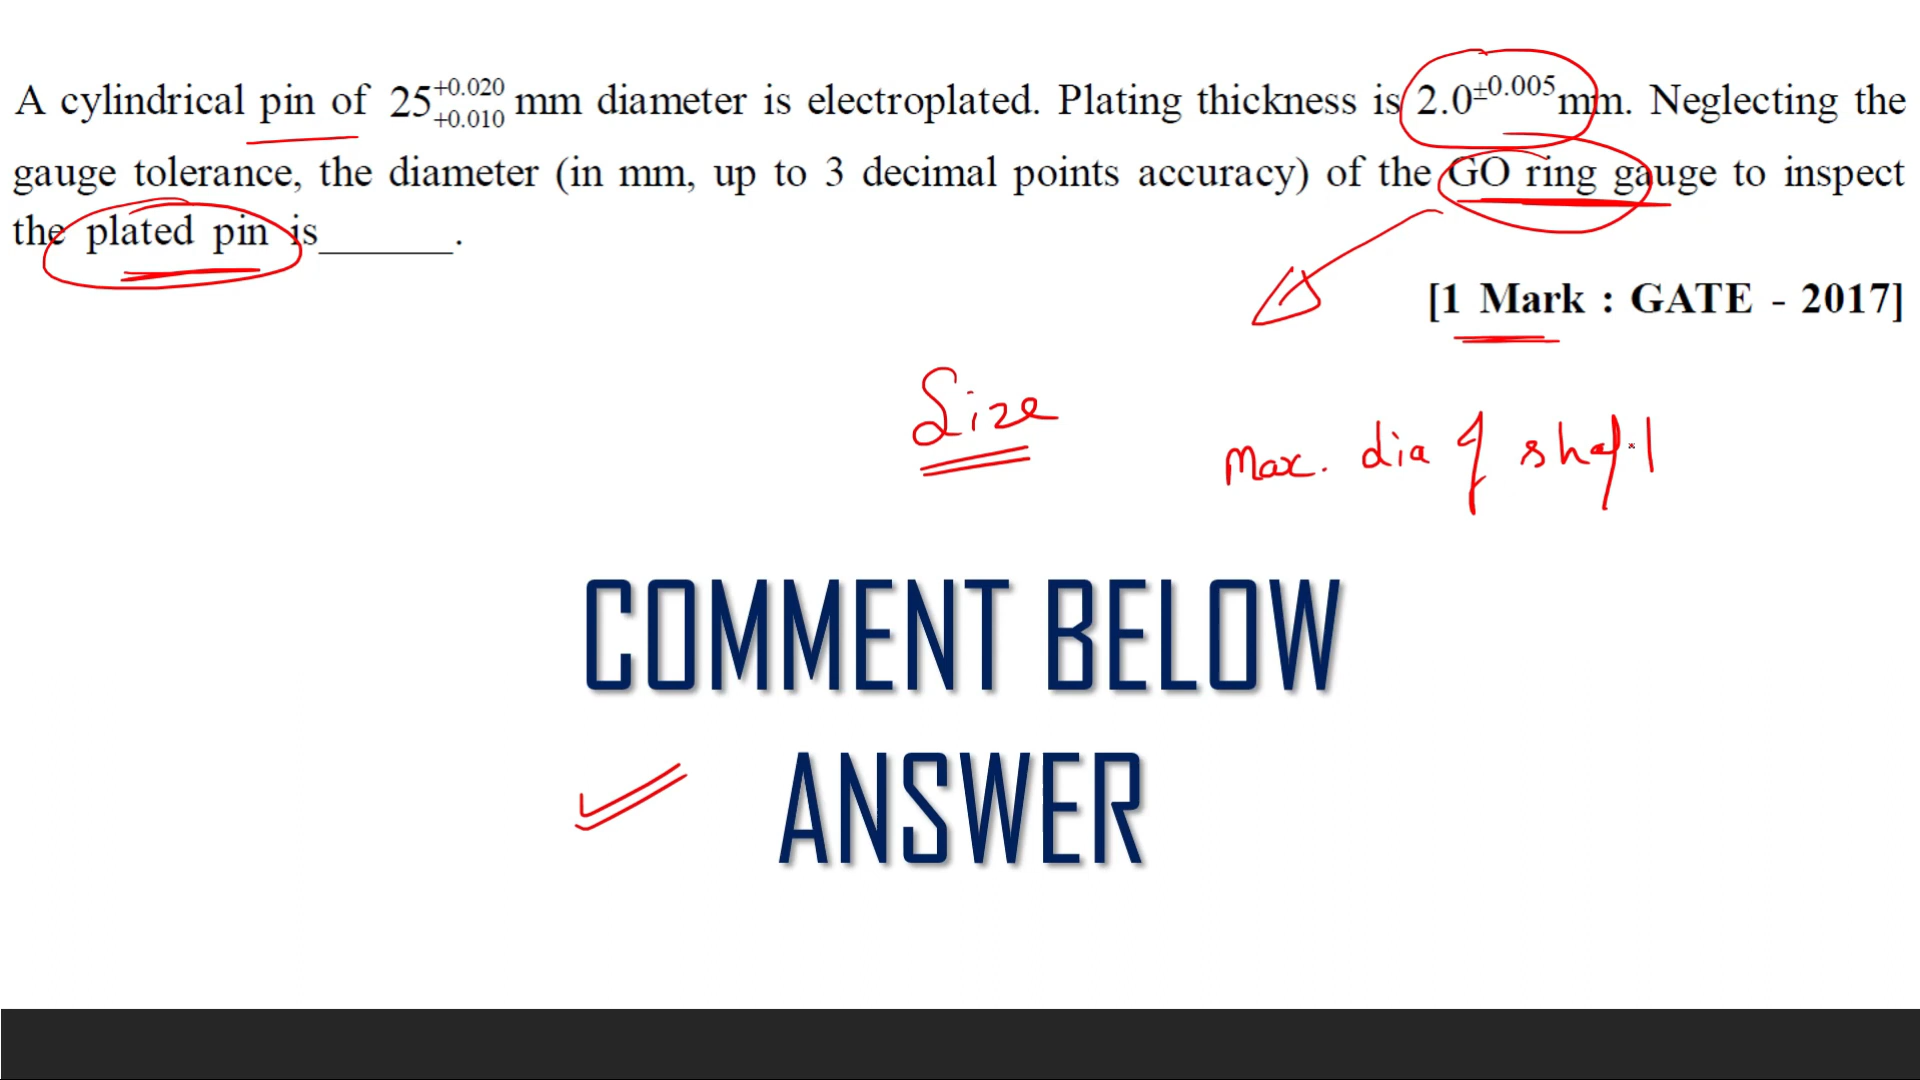 A cylindrical pin of 25 +0.020 +0.010 mm diameter is electroplated. Plating thickness is 2.0±0.005 mm. Neglecting the
gauge tolerance, the diameter (in mm, up to 3 decimal points accuracy) of the GO ring gauge to inspect
the plated pin is______.
[1 Mark : GATE - 2017]
Size
Max. dia of shaft
COMMENT BELOW
ANSWER